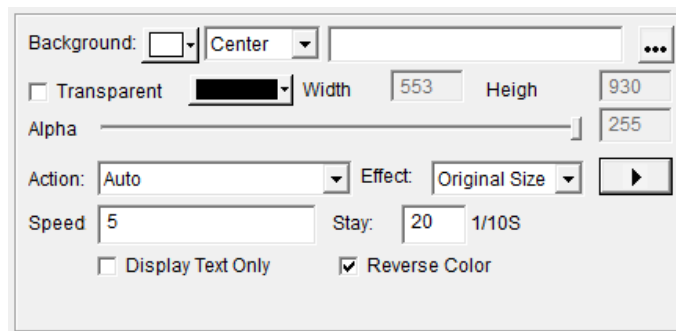 Background: Center ...
Transparent Width 553 Heigh 930
Alpha 255
Action: Auto Effect: Original Size
Speed 5 Stay: 20 1/10S
Display Text Only Reverse Color